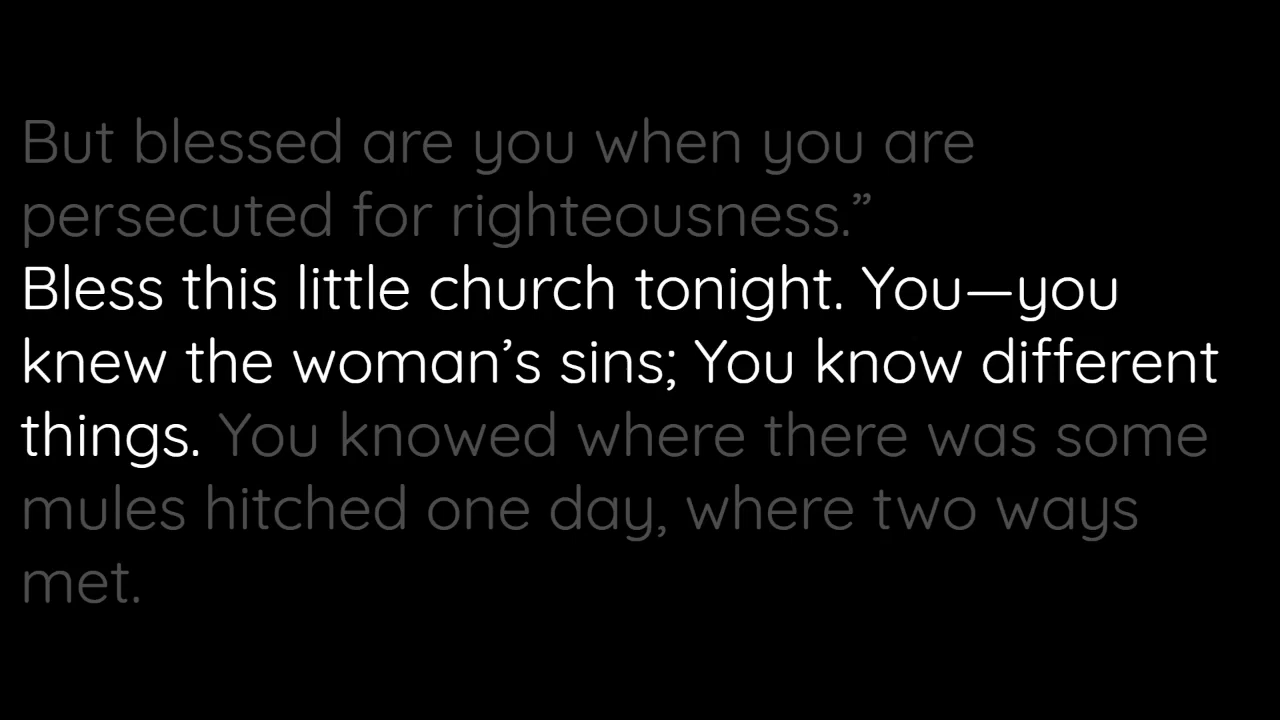 But blessed are you when you are
persecuted for righteousness.”
Bless this little church tonight. You—you
knew the woman’s sins; You know different
things. You knowed where there was some
mules hitched one day, where two ways
met.